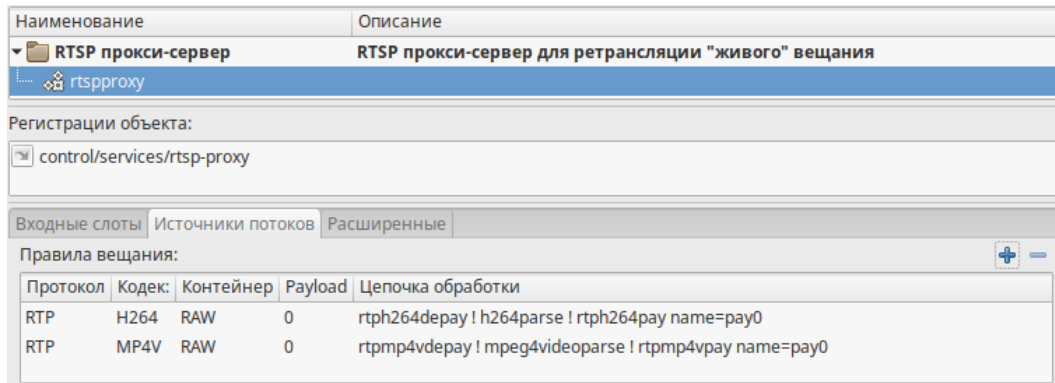 Наименование Описание
RTSP прокси-сервер RTSP прокси-сервер для ретрансляции "живого" вещания
rtspproxy
Регистрации объекта:
control/services/rtsp-proxy
Входные слоты Источники потоков Расширенные
Правила вещания:
Протокол Кодек: Контейнер Payload Цепочка обработки
RTP H264 RAW 0 rtph264depay ! h264parse ! rtph264pay name=pay0
RTP MP4V RAW 0 rtpmp4vdepay ! mpeg4videoparse ! rtpmp4vpay name=pay0